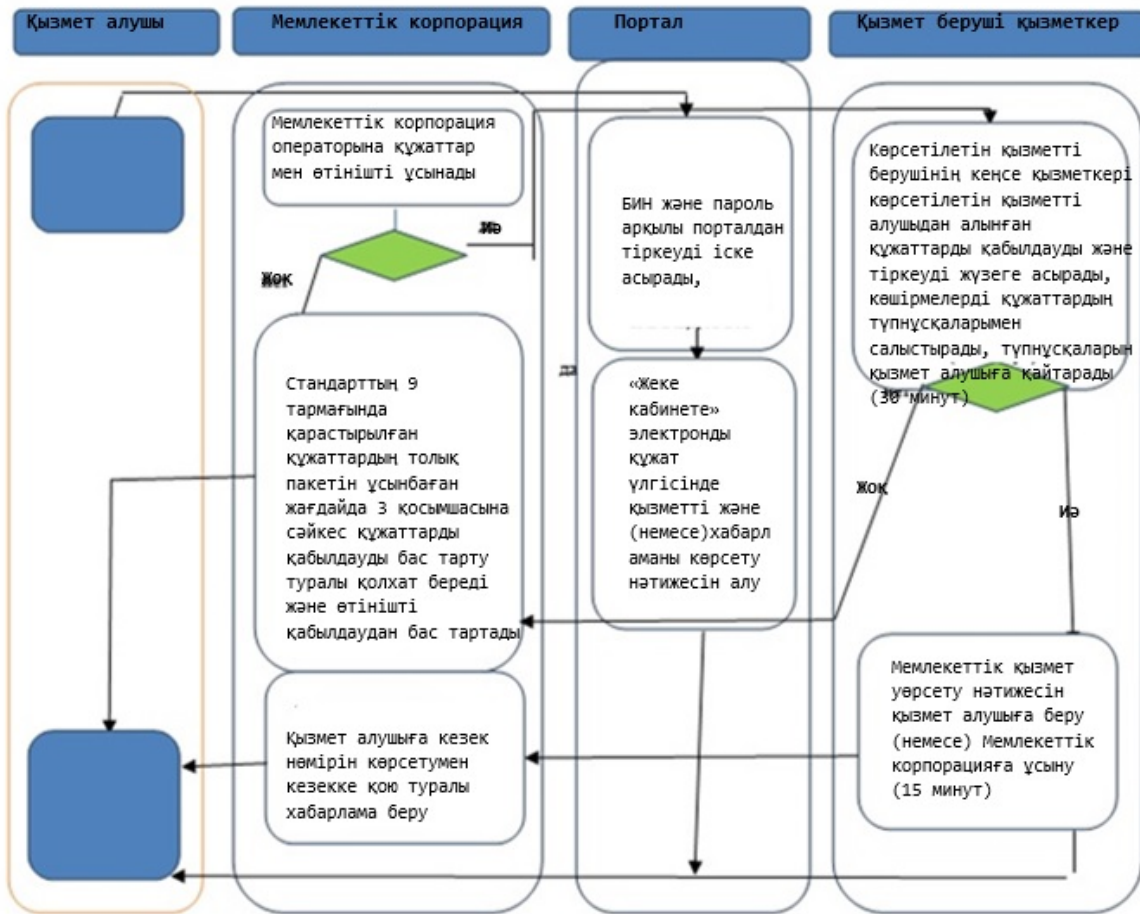 Қызмет алушы
Мемлекеттік корпорация
Портал
Қызмет беруші қызметкер
Мемлекеттік корпорация
операторына құжаттар
мен өтінішті ұсынады
Иә
Жоқ
Стандарттың 9
тармағында
қарастырылған
құжаттардың толық
пакетін ұсынбаған
жағдайда 3 қосымшасына
сәйкес құжаттарды
қабылдауды бас тарту
туралы қолхат береді
және өтінішті
қабылдаудан бас тартады
Қызмет алушыға кезек
нөмірін көрсетумен
кезекке қою туралы
хабарлама беру
да
БИН және пароль
арқылы порталдан
тіркеуді іске
асырады,
«Жеке
кабинете»
электронды
құжат
үлгісінде
қызметті және
(немесе)хабарл
аманы көрсету
нәтижесін алу
Көрсетілетін қызметті
берушінің кеңсе қызметкері
көрсетілетін қызметті
алушыдан алынған
құжаттарды қабылдауды және
тіркеуді жүзеге асырады,
көшірмелерді құжаттардың
түпнұсқаларымен
салыстырады, түпнұсқаларын
қызмет алушыға қайтарады
(30 минут)
Жоқ
Иә
Мемлекеттік қызмет
уөрсету нәтижесін
қызмет алушыға беру
(немесе) Мемлекеттік
корпорацияға ұсыну
(15 минут)